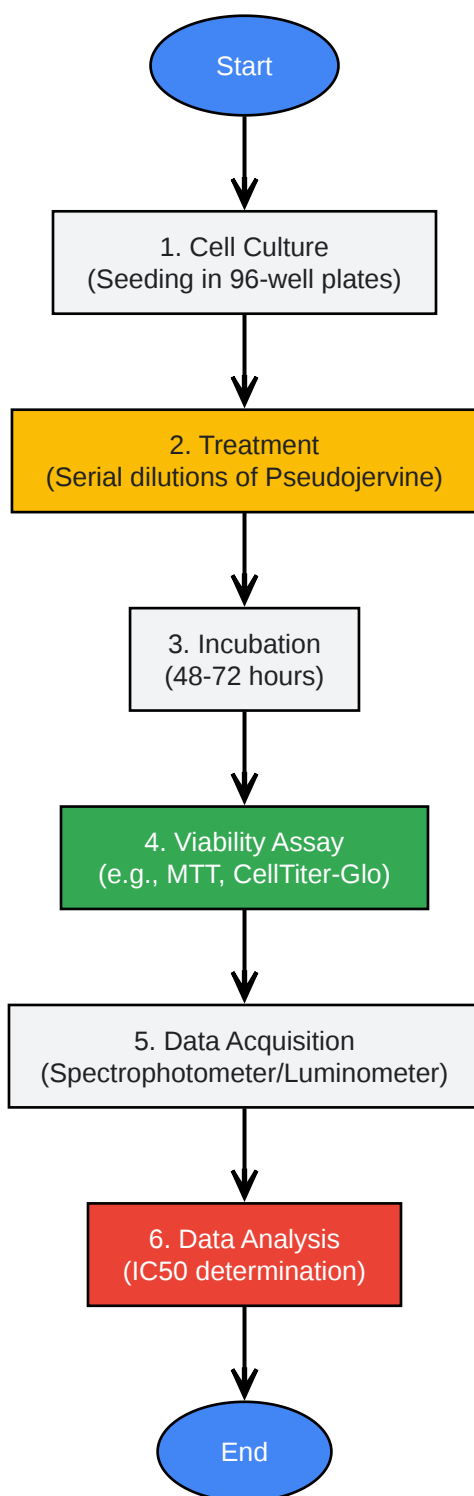 Start
1. Cell Culture
(Seeding in 96-well plates)
2. Treatment
(Serial dilutions of Pseudojervine)
3. Incubation
(48-72 hours)
4. Viability Assay
(e.g., MTT, CellTiter-Glo)
5. Data Acquisition
(Spectrophotometer/Luminometer)
6. Data Analysis
(IC50 determination)
End